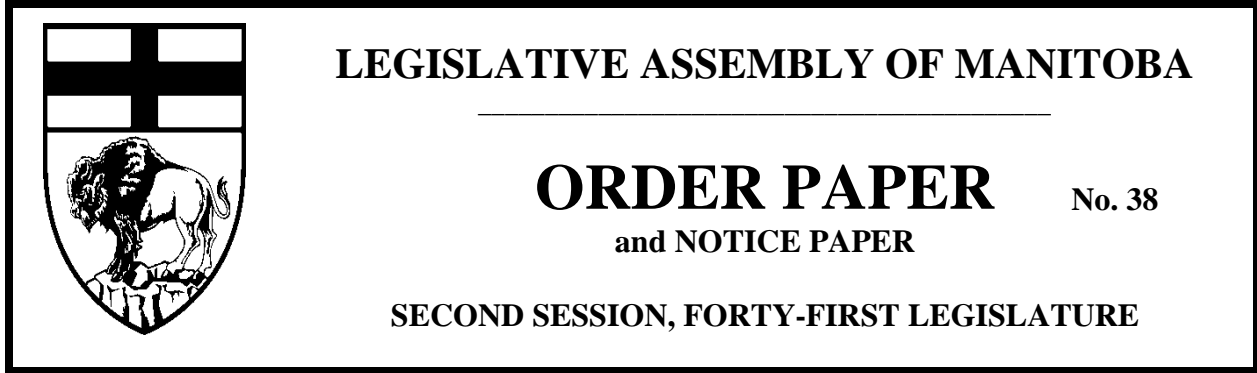 LEGISLATIVE ASSEMBLY OF MANITOBA
ORDER PAPER No. 38
and NOTICE PAPER
SECOND SESSION, FORTY-FIRST LEGISLATURE